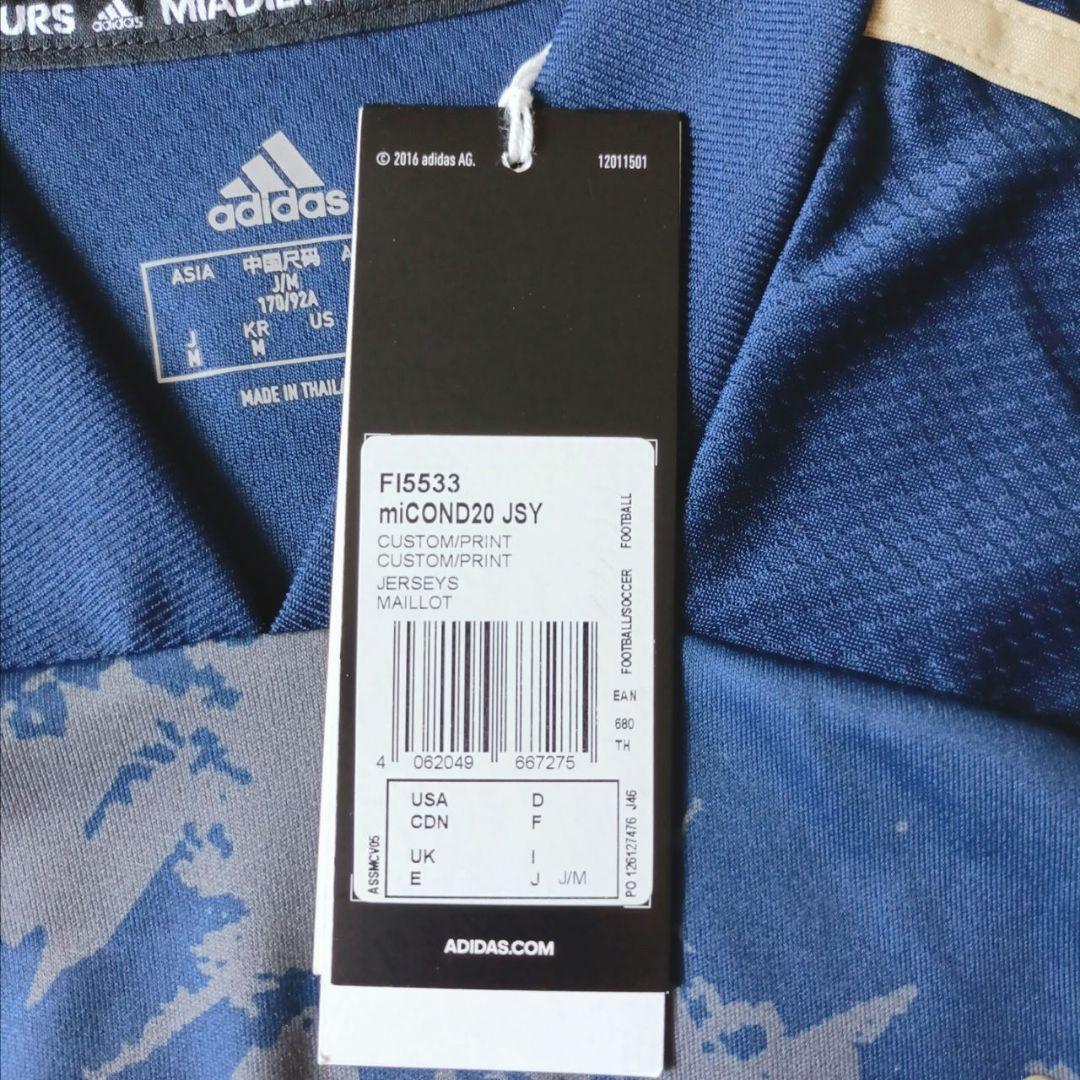 URS adidas MIADIDAS
adidas
ASIA 中国尺码 A
J/M
170/92A
J KR US
M M
MADE IN THAILA
© 2016 adidas AG. 12011501
FI5533
miCOND20 JSY
CUSTOM/PRINT
CUSTOM/PRINT
JERSEYS
MAILLOT
FOOTBALL/SOCCER FOOTBALL
EAN
680
TH
4 062049 667275
USA D
CDN F
UK I
E J J/M
ASSMCV05
PO 126127476 J46
ADIDAS.COM